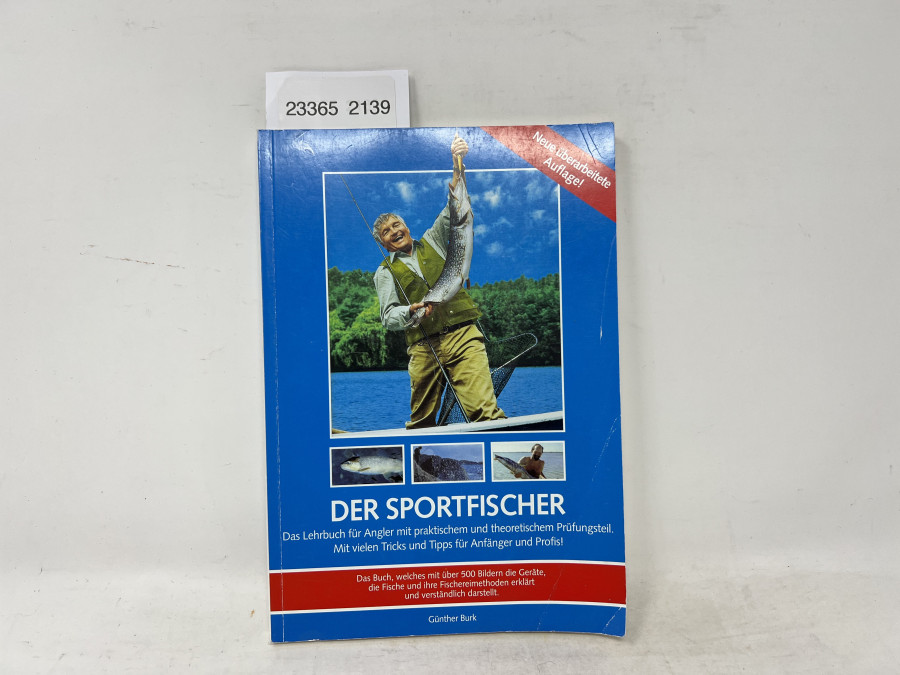 23365 2139
Neue überarbeitete
Auflage!
DER SPORTFISCHER
Das Lehrbuch für Angler mit praktischem und theoretischem Prüfungsteil.
Mit vielen Tricks und Tipps für Anfänger und Profis!
Das Buch, welches mit über 500 Bildern die Geräte,
die Fische und ihre Fischereimethoden erklärt
und verständlich darstellt.
Günther Burk